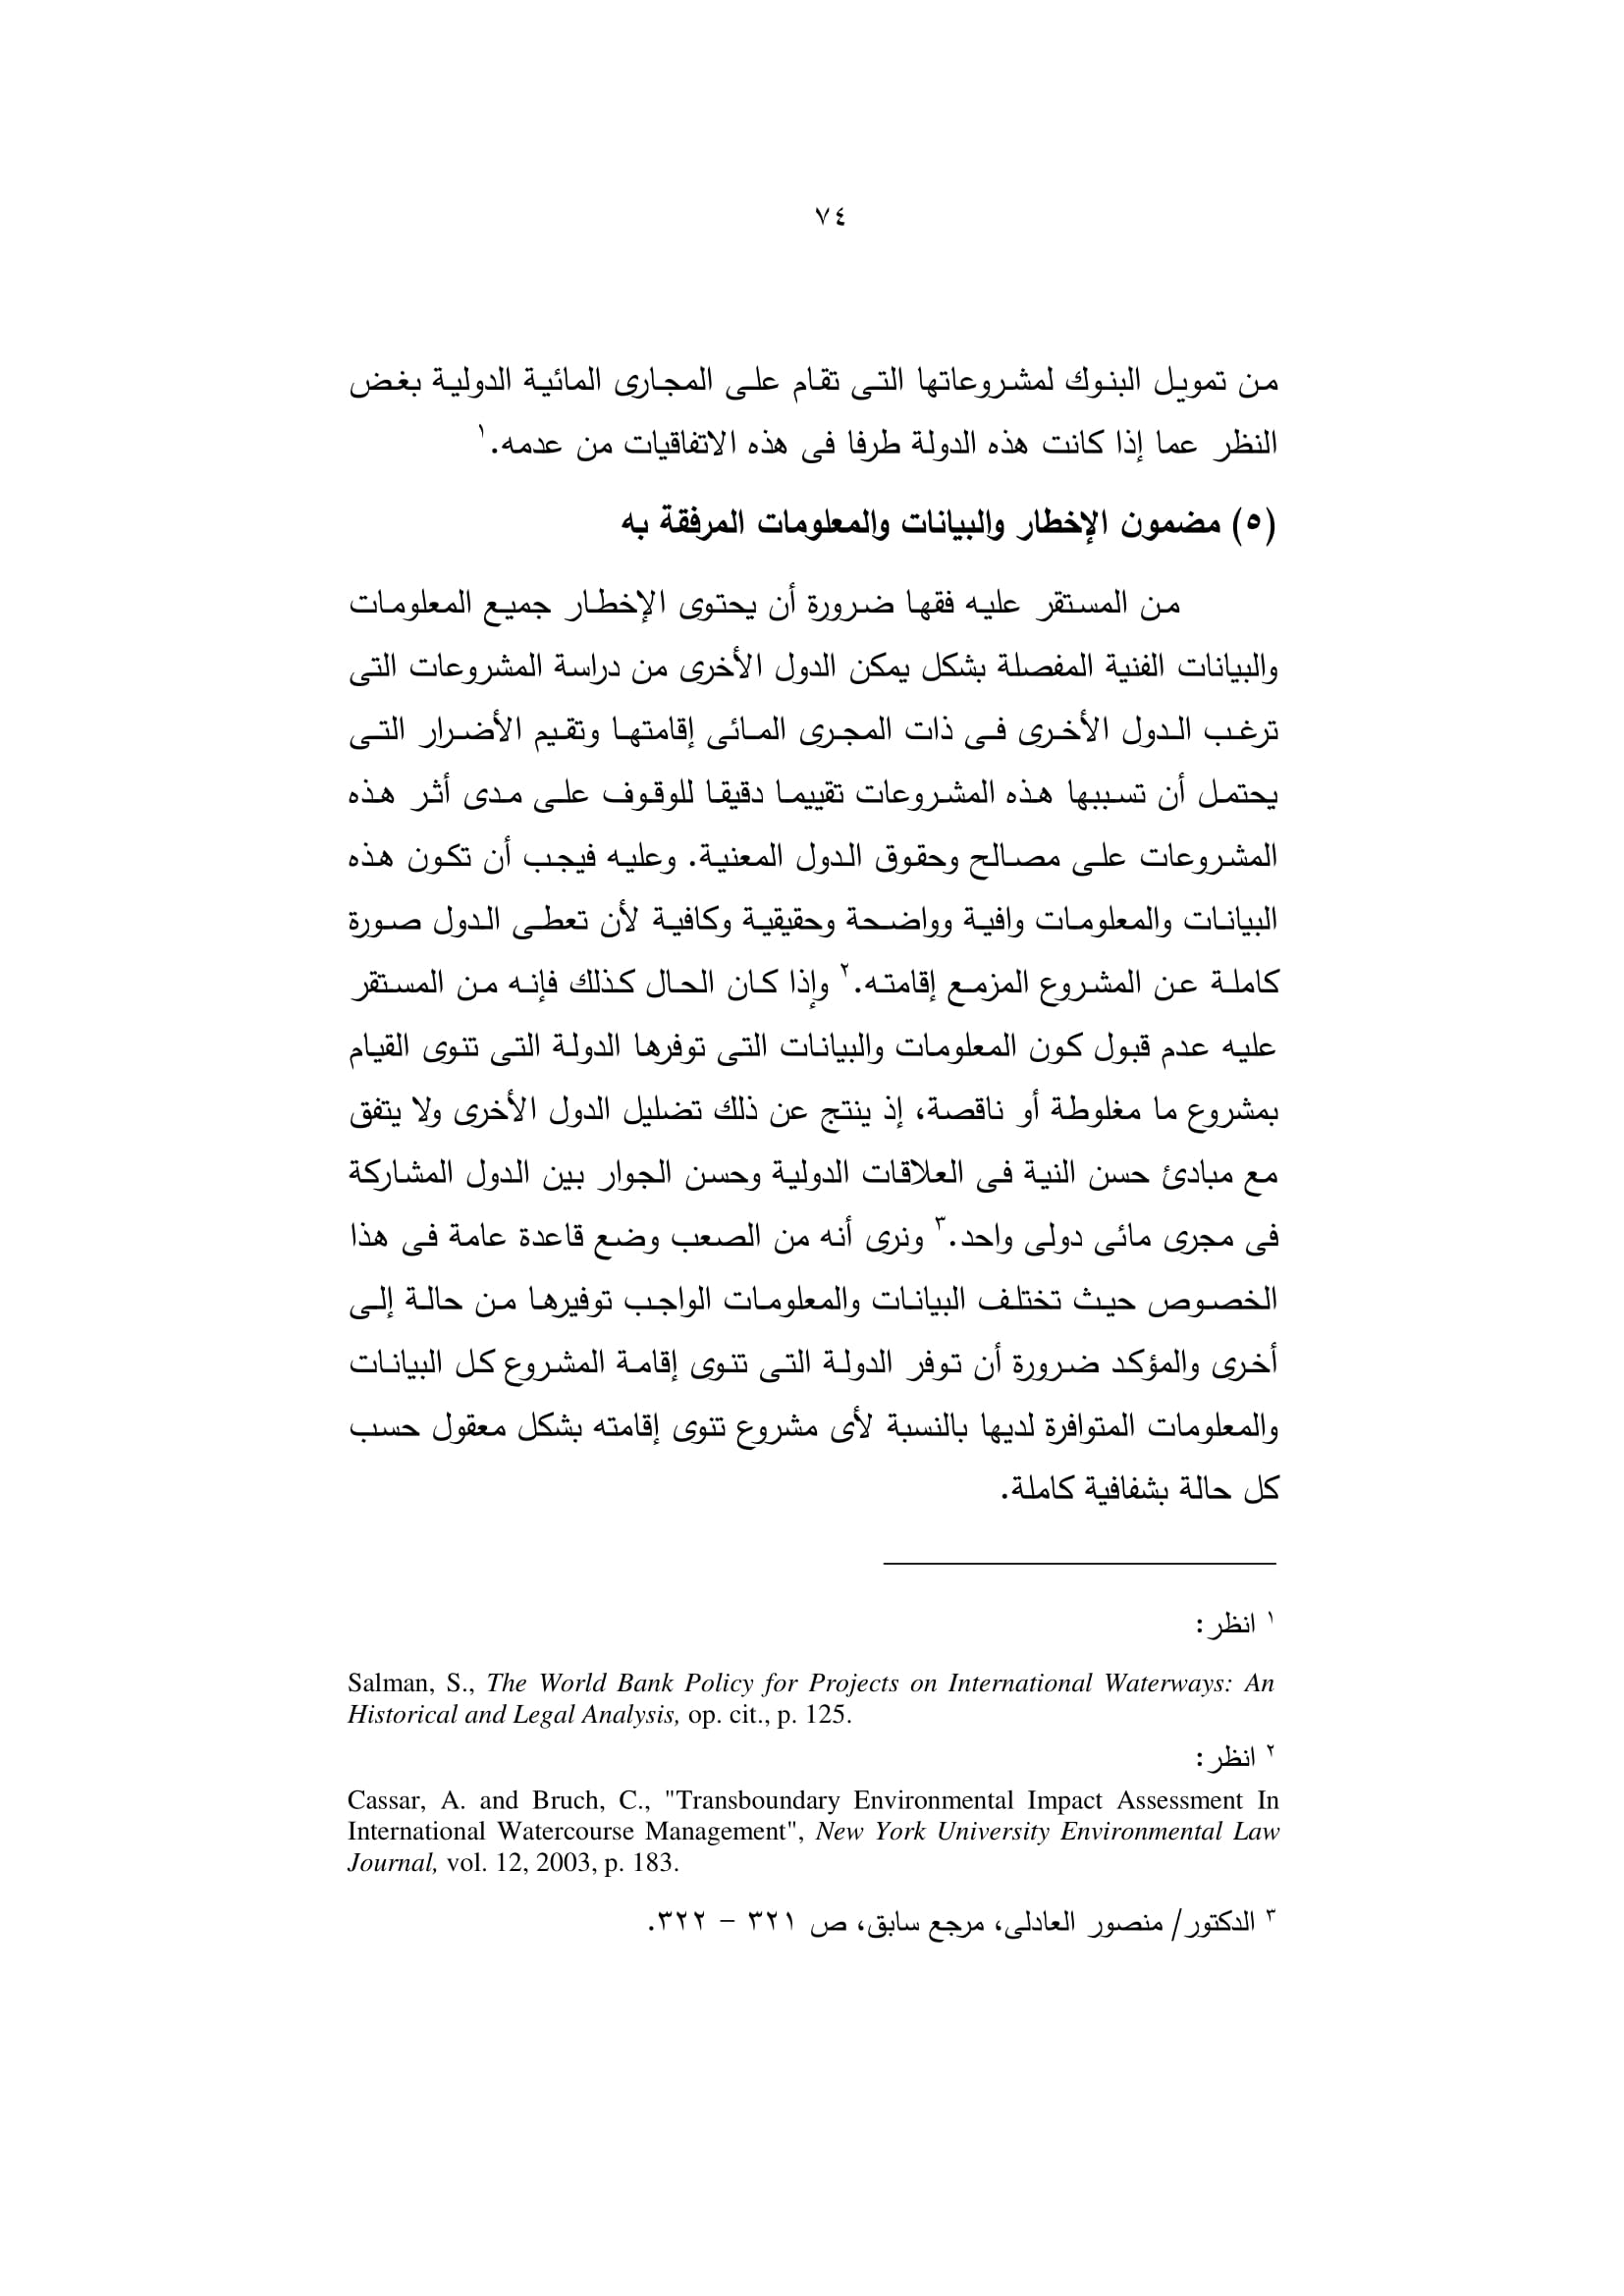 ٧٤
من تمويل البنوك لمشروعاتها التى تقام على المجارى المائية الدولية بغض
النظر عما إذا كانت هذه الدولة طرفا فى هذه الاتفاقيات من عدمه.١
(٥) مضمون الإخطار والبيانات والمعلومات المرفقة به
من المستقر عليه فقها ضرورة أن يحتوى الإخطار جميع المعلومات
والبيانات الفنية المفصلة بشكل يمكن الدول الأخرى من دراسة المشروعات التى
ترغب الدول الأخرى فى ذات المجرى المائى إقامتها وتقيم الأضرار التى
يحتمل أن تسببها هذه المشروعات تقييما دقيقا للوقوف على مدى أثر هذه
المشروعات على مصالح وحقوق الدول المعنية. وعليه فيجب أن تكون هذه
البيانات والمعلومات وافية وواضحة وحقيقية وكافية لأن تعطى الدول صورة
كاملة عن المشروع المزمع إقامته.٢ وإذا كان الحال كذلك فإنه من المستقر
عليه عدم قبول كون المعلومات والبيانات التى توفرها الدولة التى تنوى القيام
بمشروع ما مغلوطة أو ناقصة، إذ ينتج عن ذلك تضليل الدول الأخرى ولا يتفق
مع مبادئ حسن النية فى العلاقات الدولية وحسن الجوار بين الدول المشاركة
فى مجرى مائى دولى واحد.٣ ونرى أنه من الصعب وضع قاعدة عامة فى هذا
الخصوص حيث تختلف البيانات والمعلومات الواجب توفيرها من حالة إلى
أخرى والمؤكد ضرورة أن توفر الدولة التى تنوى إقامة المشروع كل البيانات
والمعلومات المتوافرة لديها بالنسبة لأى مشروع تنوى إقامته بشكل معقول حسب
كل حالة بشفافية كاملة.
١ انظر:
Salman, S., The World Bank Policy for Projects on International Waterways: An
Historical and Legal Analysis, op. cit., p. 125.
٢ انظر:
Cassar, A. and Bruch, C., "Transboundary Environmental Impact Assessment In
International Watercourse Management", New York University Environmental Law
Journal, vol. 12, 2003, p. 183.
٣ الدكتور/ منصور العادلى، مرجع سابق، ص ٣٢١ – ٣٢٢.